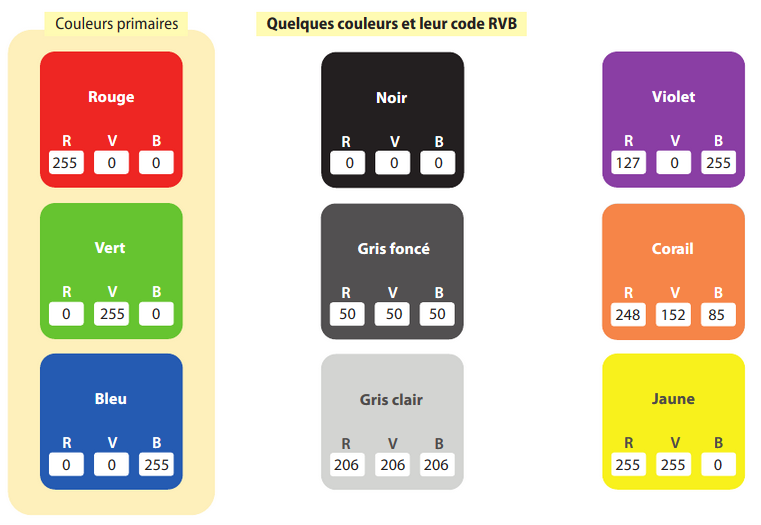 Couleurs primaires
Quelques couleurs et leur code RVB
Rouge
R V B
255 0 0
Noir
R V B
0 0 0
Violet
R V B
127 0 255
Vert
R V B
0 255 0
Gris foncé
R V B
50 50 50
Corail
R V B
248 152 85
Bleu
R V B
0 0 255
Gris clair
R V B
206 206 206
Jaune
R V B
255 255 0